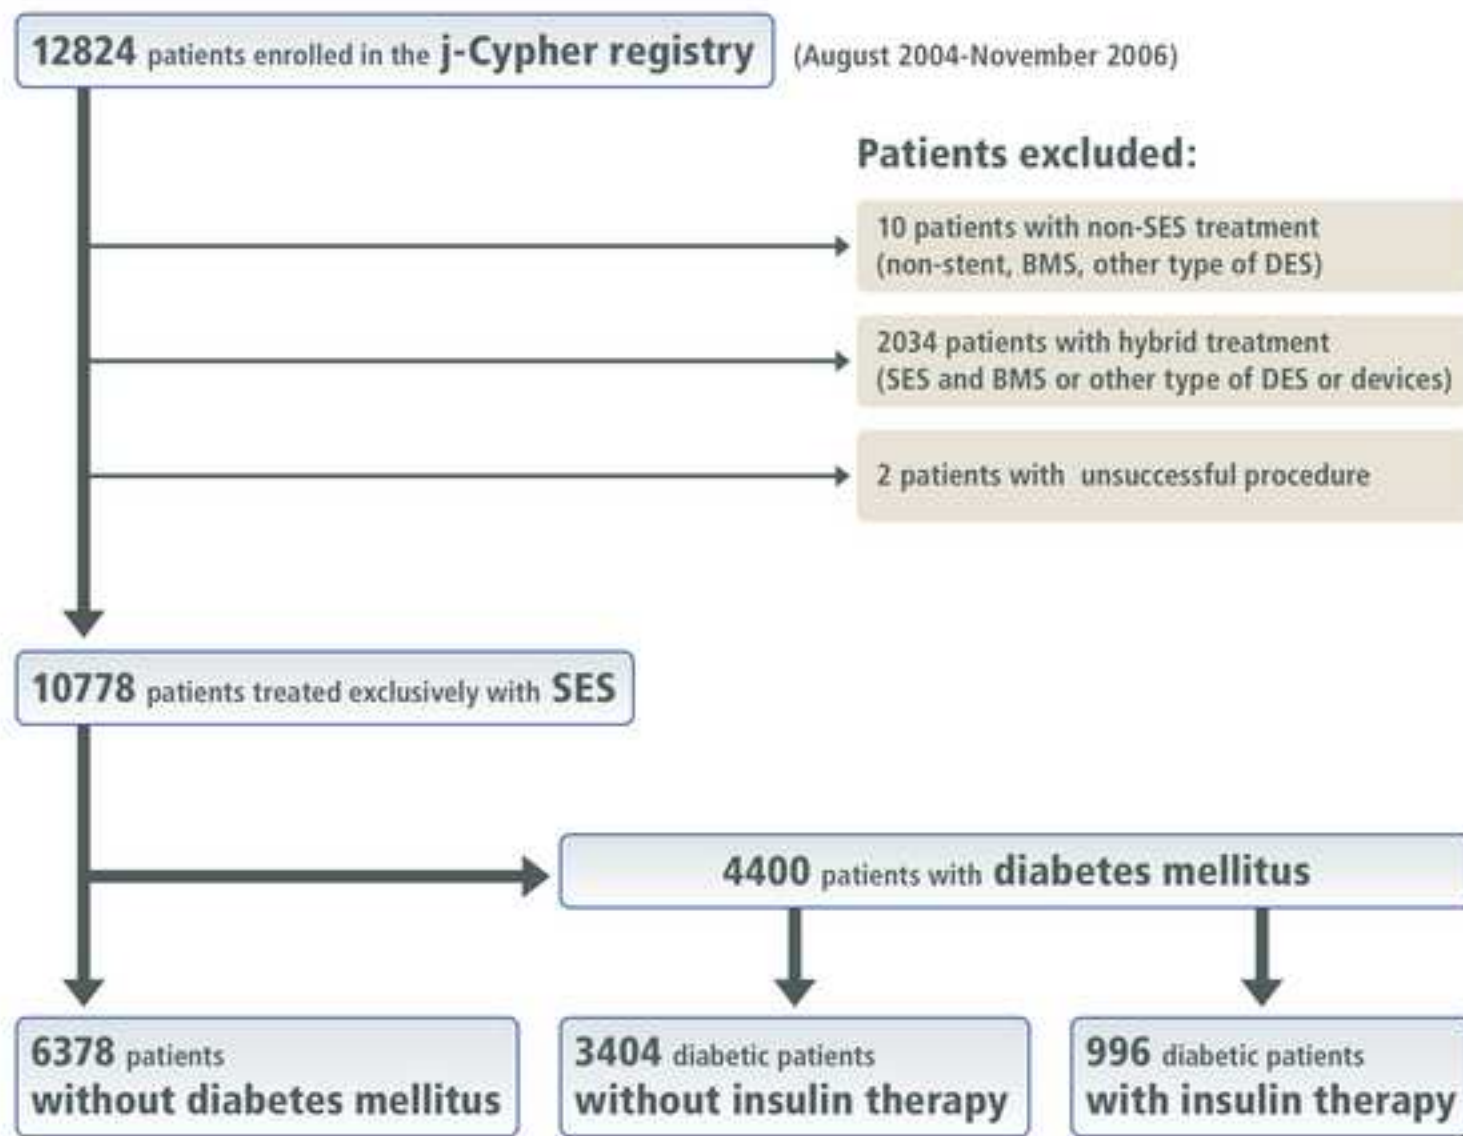 12824 patients enrolled in the j-Cypher registry (August 2004-November 2006)
Patients excluded:
10 patients with non-SES treatment
(non-stent, BMS, other type of DES)
2034 patients with hybrid treatment
(SES and BMS or other type of DES or devices)
2 patients with unsuccessful procedure
10778 patients treated exclusively with SES
4400 patients with diabetes mellitus
6378 patients
without diabetes mellitus
3404 diabetic patients
without insulin therapy
996 diabetic patients
with insulin therapy